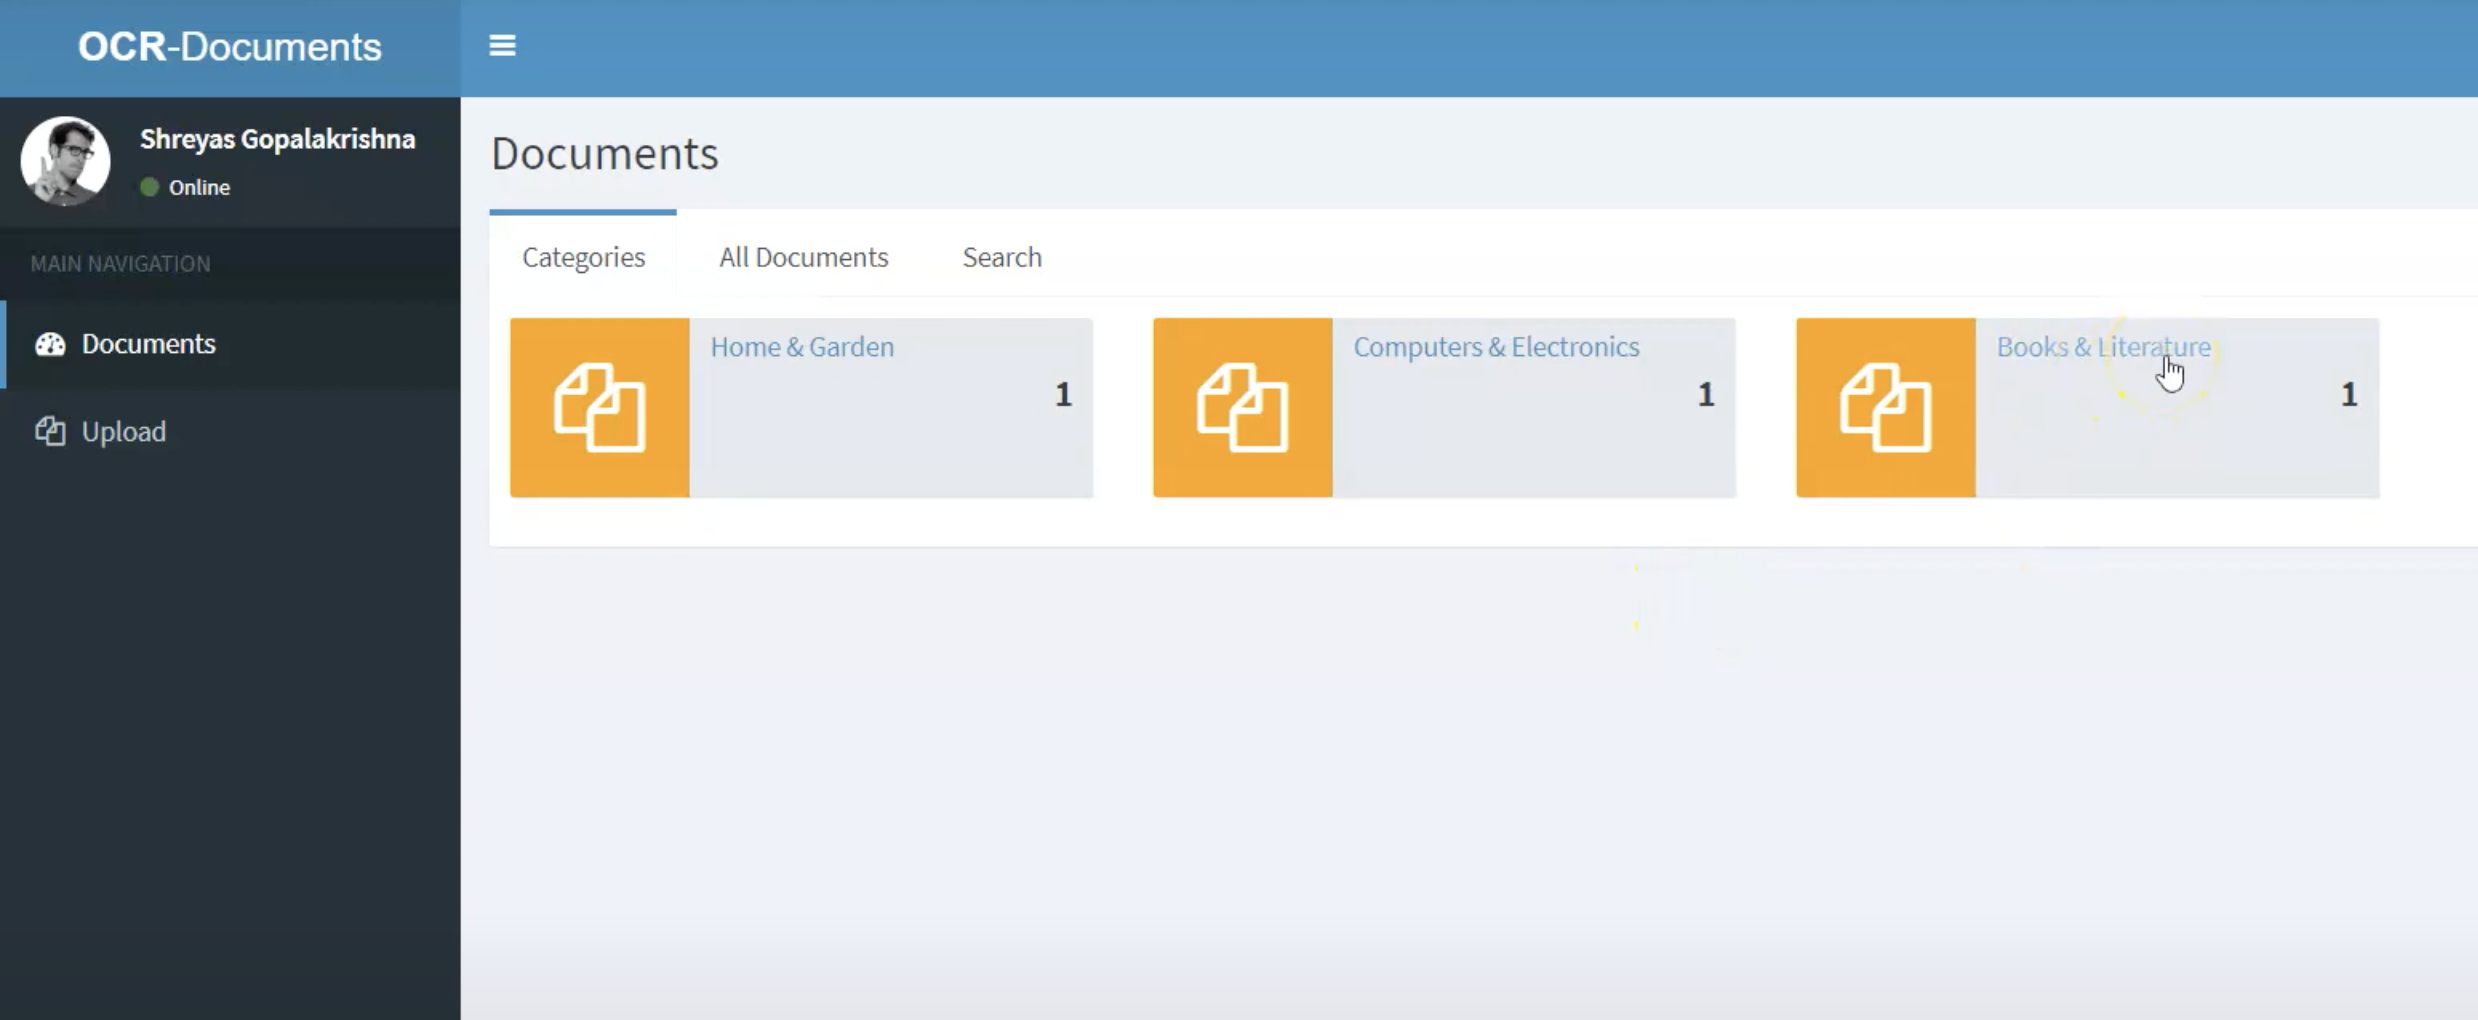 OCR-Documents
Shreyas Gopalakrishna
Online
MAIN NAVIGATION
Documents
Upload
Documents
Categories
All Documents
Search
Home & Garden
1
Computers & Electronics
1
Books & Literature
1